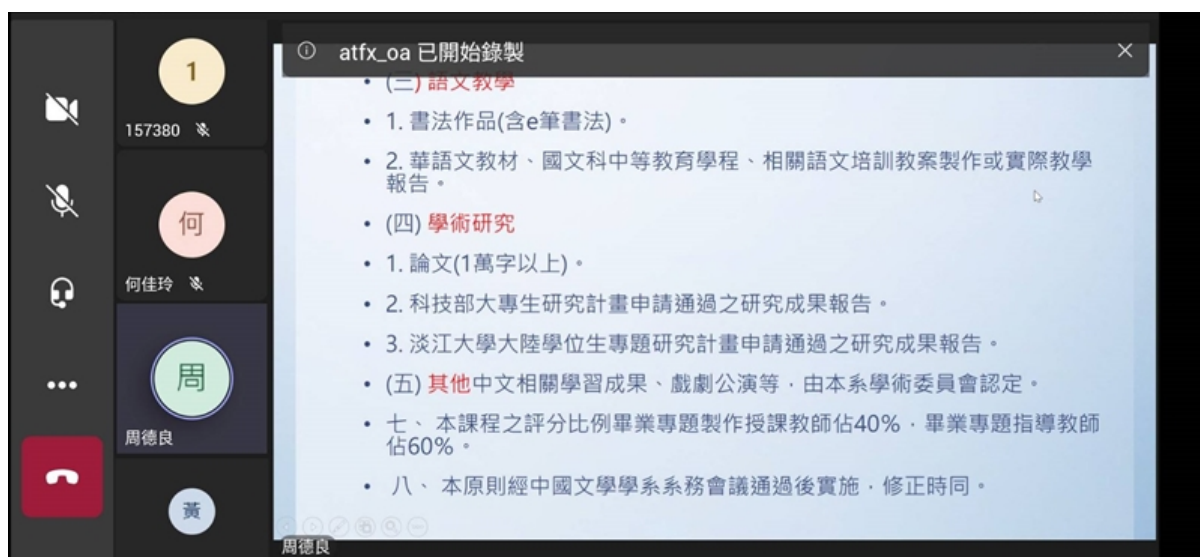 atfx_oa 已開始錄製
1
157380
何
何佳玲
周
周德良
黃
• (三) 語文教學
• 1. 書法作品(含e筆書法)。
• 2. 華語文教材、國文科中等教育學程、相關語文培訓教案製作或實際教學
報告。
• (四) 學術研究
• 1. 論文(1萬字以上)。
• 2. 科技部大專生研究計畫申請通過之研究成果報告。
• 3. 淡江大學大陸學位生專題研究計畫申請通過之研究成果報告。
• (五) 其他中文相關學習成果、戲劇公演等，由本系學術委員會認定。
• 七、 本課程之評分比例畢業專題製作授課教師佔40%，畢業專題指導教師
佔60%。
• 八、 本原則經中國文學學系系務會議通過後實施，修正時同。
周德良